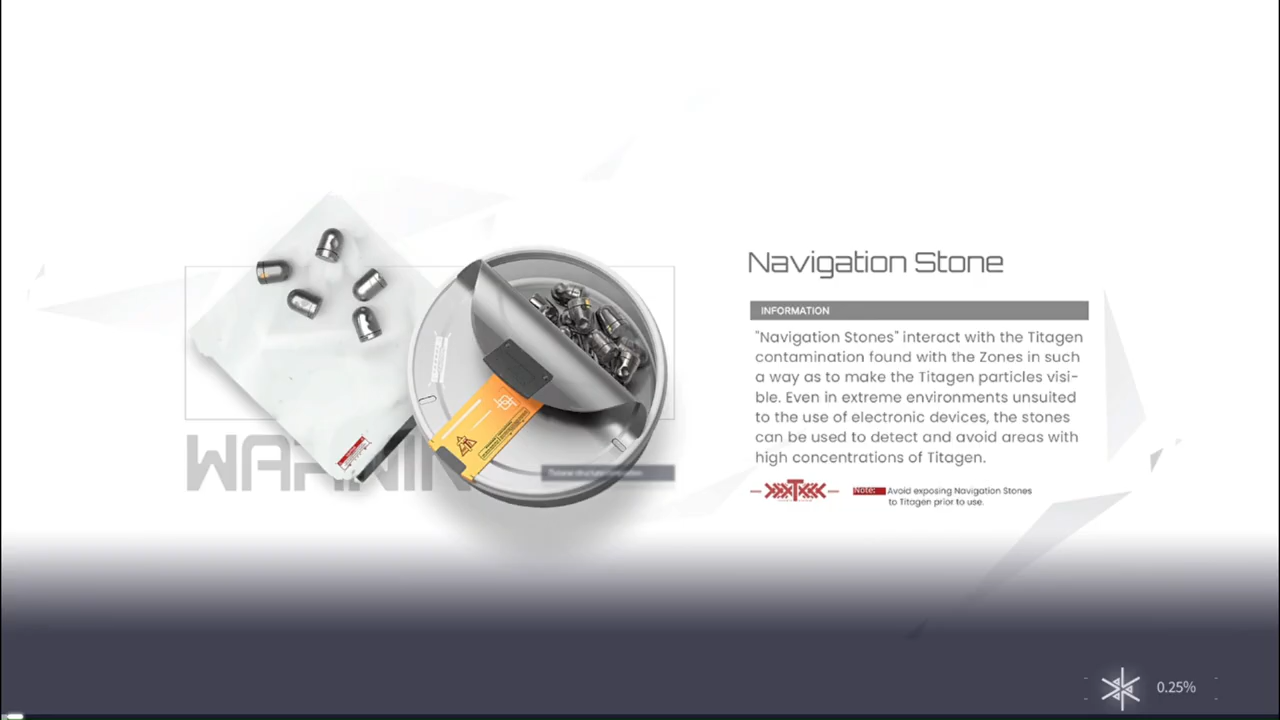 Navigation Stone
INFORMATION
"Navigation Stones" interact with the Titagen
contamination found with the Zones in such
a way as to make the Titagen particles visi-
ble. Even in extreme environments unsuited
to the use of electronic devices, the stones
can be used to detect and avoid areas with
high concentrations of Titagen.
Note: Avoid exposing Navigation Stones
to Titagen prior to use.
0.25%